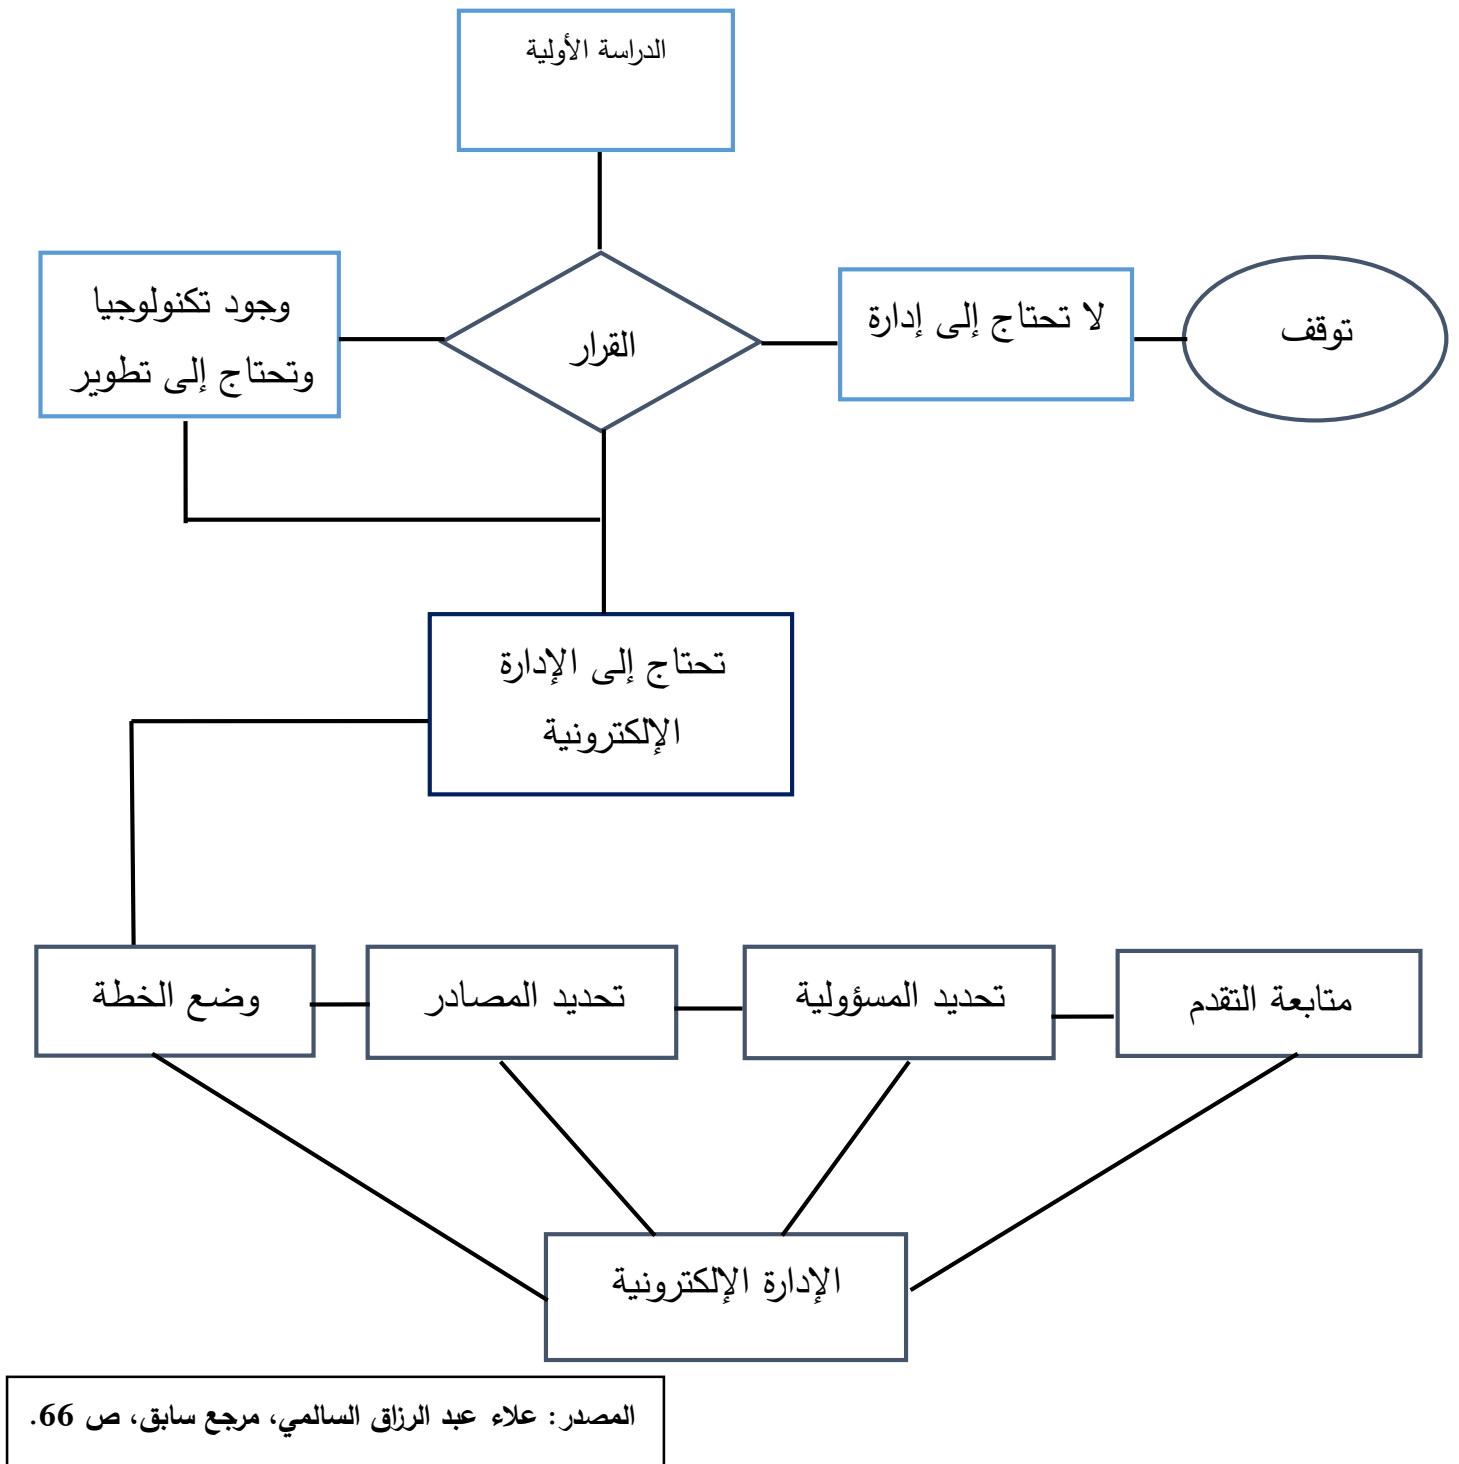 الدراسة الأولية
توقف
لا تحتاج إلى إدارة
القرار
وجود تكنولوجيا
وتحتاج إلى تطوير
تحتاج إلى الإدارة
الإلكترونية
متابعة التقدم
تحديد المسؤولية
تحديد المصادر
وضع الخطة
الإدارة الإلكترونية
المصدر: علاء عبد الرزاق السالمي، مرجع سابق، ص 66.